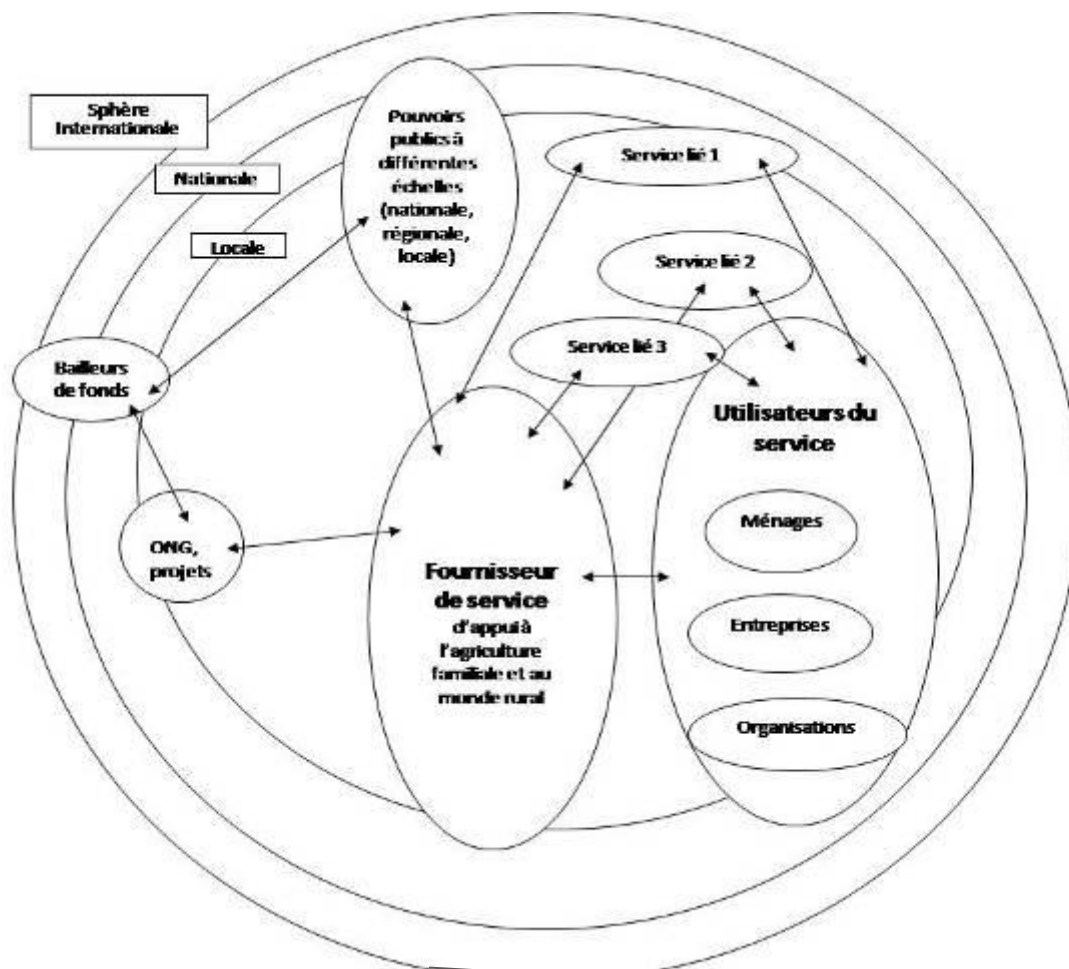 Sphère
Internationale
Nationale
Locale
Pouvoirs
publics à
différentes
échelles
(nationale,
régionale,
locale)
Service lié 1
Service lié 2
Service lié 3
Bailleurs
de fonds
Utilisateurs du
service
Ménages
Entreprises
Organisations
ONG,
projets
Fournisseur
de service
d'appui à
l'agriculture
familiale et au
monde rural